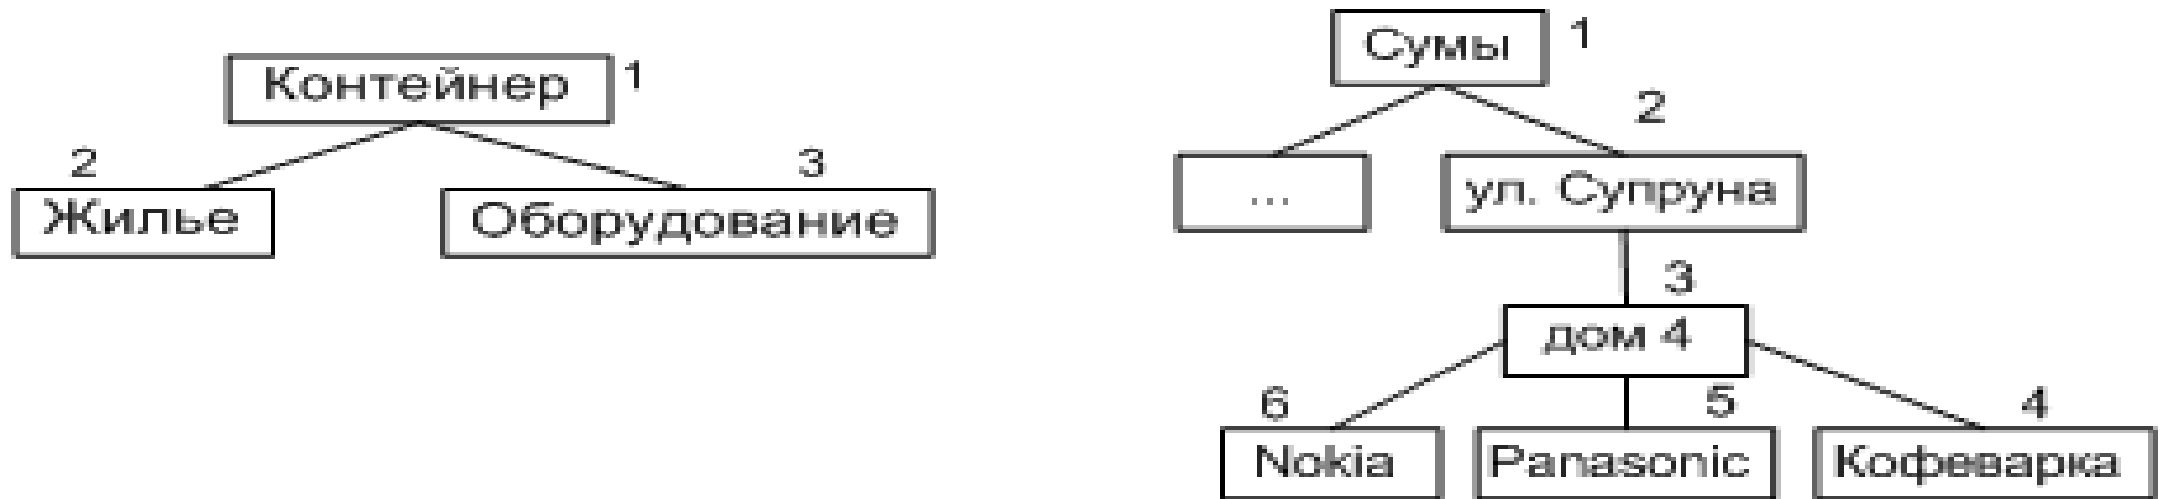 Контейнер 1
2 3
Жилье Оборудование
Сумы 1
2
... ул. Супруна
3
дом 4
6 5 4
Nokia Panasonic Кофеварка